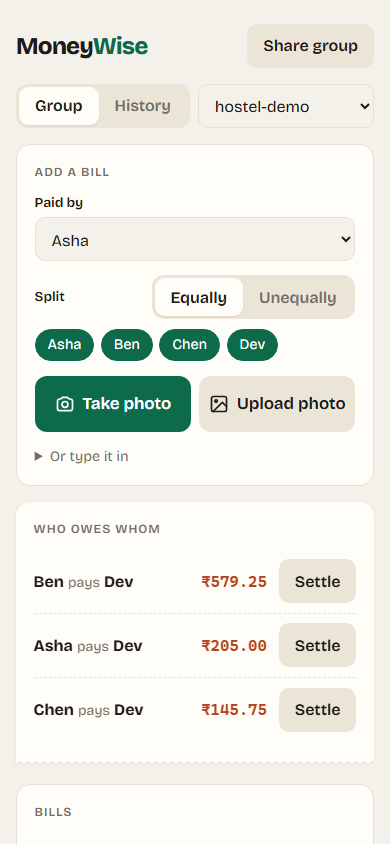 MoneyWise
Share group
Group
History
hostel-demo
ADD A BILL
Paid by
Asha
Split
Equally
Unequally
Asha
Ben
Chen
Dev
Take photo
Upload photo
Or type it in
WHO OWES WHOM
Ben pays Dev ₹579.25 Settle
Asha pays Dev ₹205.00 Settle
Chen pays Dev ₹145.75 Settle
BILLS